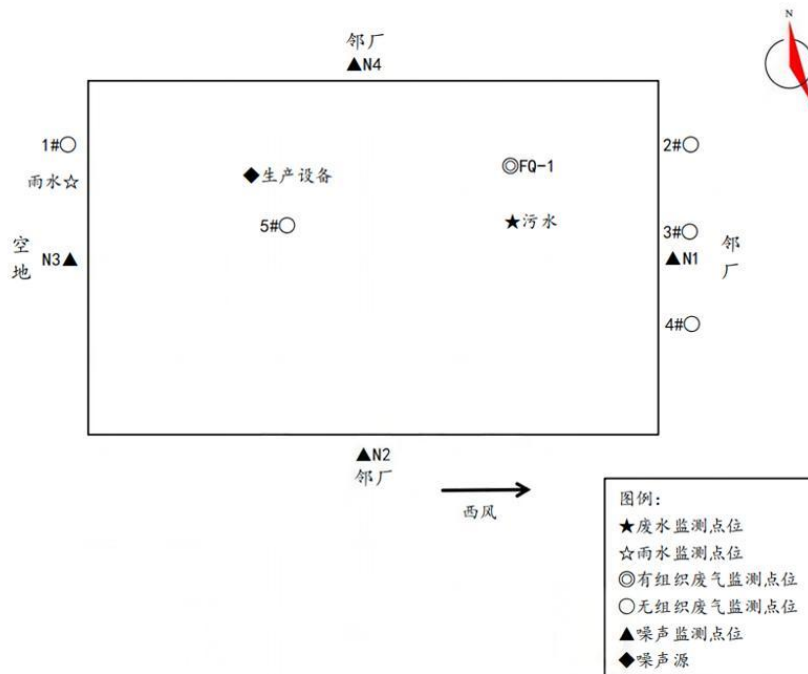 N
邻厂
▲N4
1#○
2#○
◎FQ-1
雨水☆
◆生产设备
5#○
★污水
3#○
空地
N3▲
▲N1
邻厂
4#○
▲N2
邻厂
西风
图例:
★废水监测点位
☆雨水监测点位
◎有组织废气监测点位
○无组织废气监测点位
▲噪声监测点位
◆噪声源